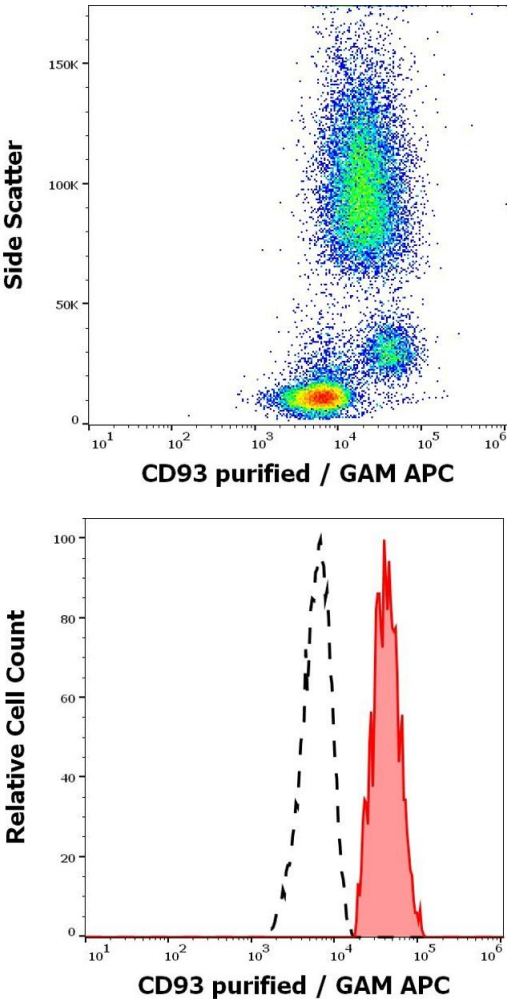 Side Scatter
150K
100K
50K
0
10¹ 10² 10³ 10⁴ 10⁵ 10⁶
CD93 purified / GAM APC
Relative Cell Count
100
80
60
40
20
0
10¹ 10² 10³ 10⁴ 10⁵ 10⁶
CD93 purified / GAM APC